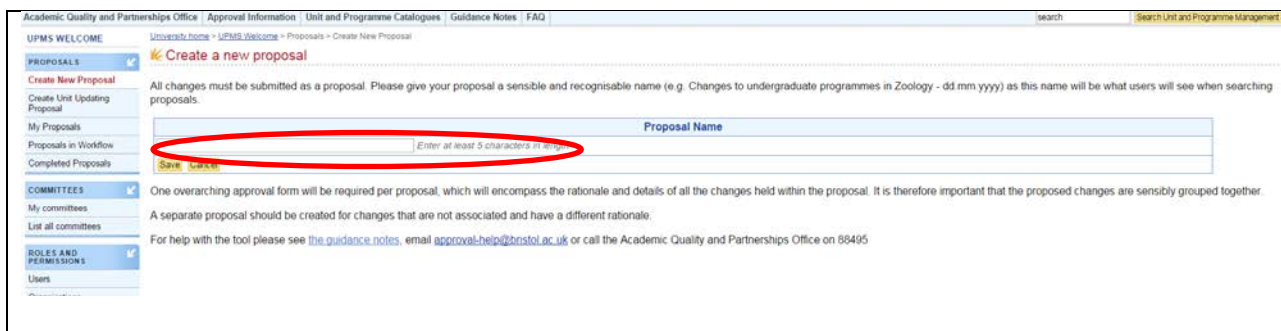 Academic Quality and Partnerships Office | Approval Information | Unit and Programme Catalogues | Guidance Notes | FAQ
search
Search Unit and Programme Management
UPMS WELCOME
University home > UPMS Welcome > Proposals > Create New Proposal
PROPOSALS
Create New Proposal
Create Unit Updating
Proposal
My Proposals
Proposals in Workflow
Completed Proposals
COMMITTEES
My committees
List all committees
ROLES AND
PERMISSIONS
Users
Create a new proposal
All changes must be submitted as a proposal. Please give your proposal a sensible and recognisable name (e.g. Changes to undergraduate programmes in Zoology - dd.mm.yyyy) as this name will be what users will see when searching
proposals.
Proposal Name
Enter at least 5 characters in length
Save Cancel
One overarching approval form will be required per proposal, which will encompass the rationale and details of all the changes held within the proposal. It is therefore important that the proposed changes are sensibly grouped together.
A separate proposal should be created for changes that are not associated and have a different rationale.
For help with the tool please see the guidance notes, email approval-help@bristol.ac.uk or call the Academic Quality and Partnerships Office on 88495